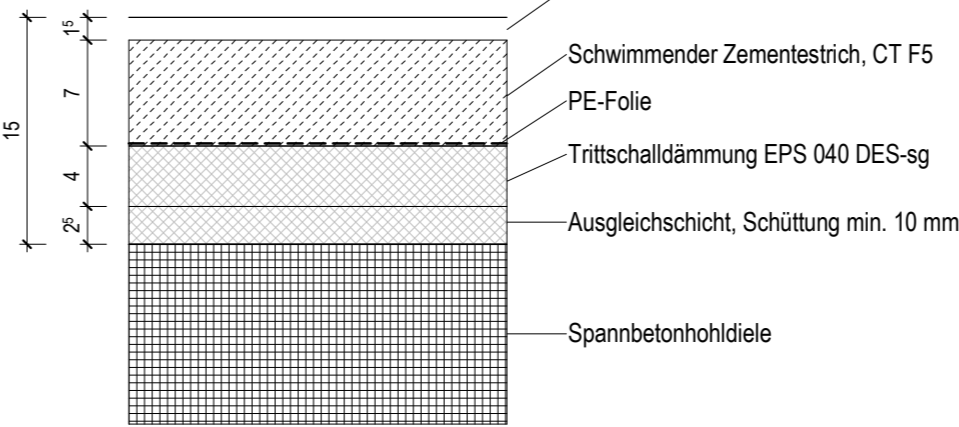 1⁵
Schwimmender Zementestrich, CT F5
7
PE-Folie
15
Trittschalldämmung EPS 040 DES-sg
4
Ausgleichschicht, Schüttung min. 10 mm
2⁵
Spannbetonhohldiele